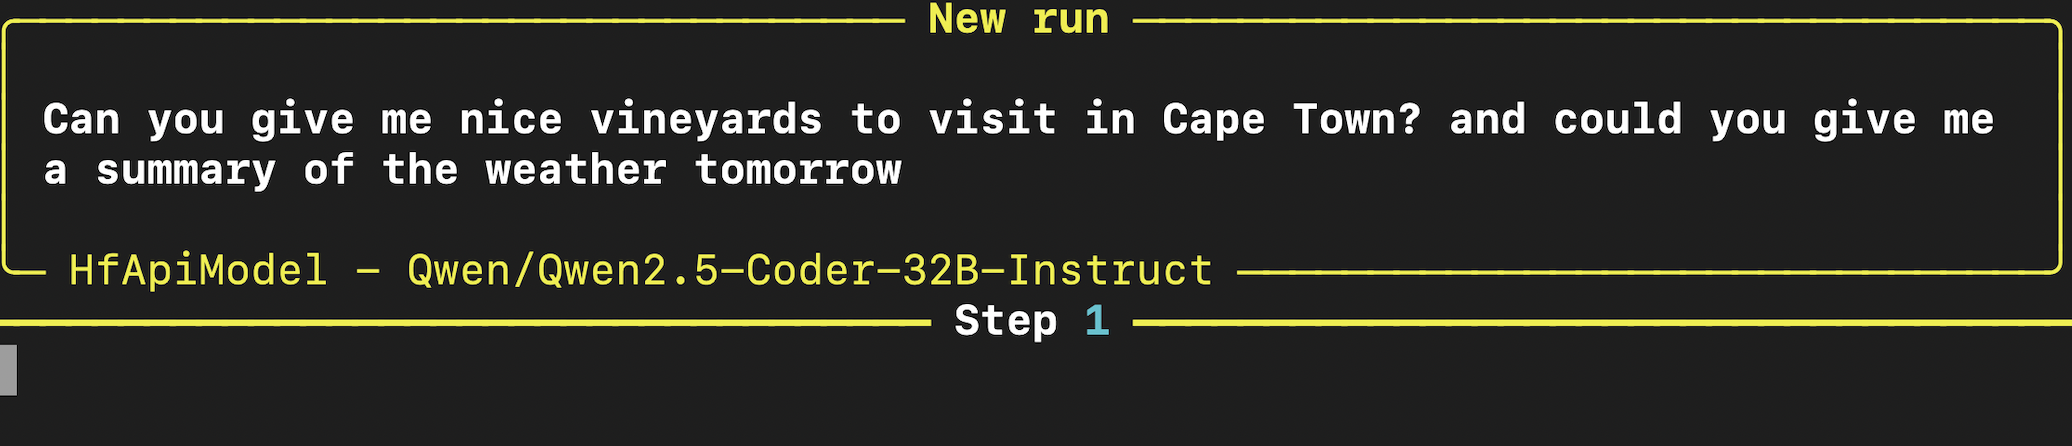 New run
Can you give me nice vineyards to visit in Cape Town? and could you give me
a summary of the weather tomorrow
HfApiModel - Qwen/Qwen2.5-Coder-32B-Instruct
Step 1